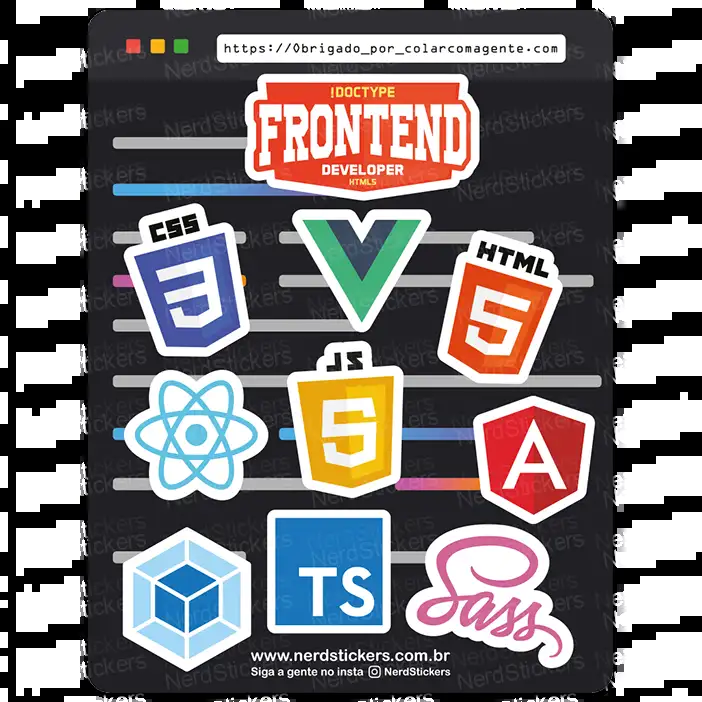 https://Obrigado_por_colarcomagente.com
!DOCTYPE
FRONTEND
DEVELOPER
HTML5
CSS
3
HTML
5
JS
5
A
TS
Sass
www.nerdstickers.com.br
Siga a gente no insta NerdStickers
NerdStickers